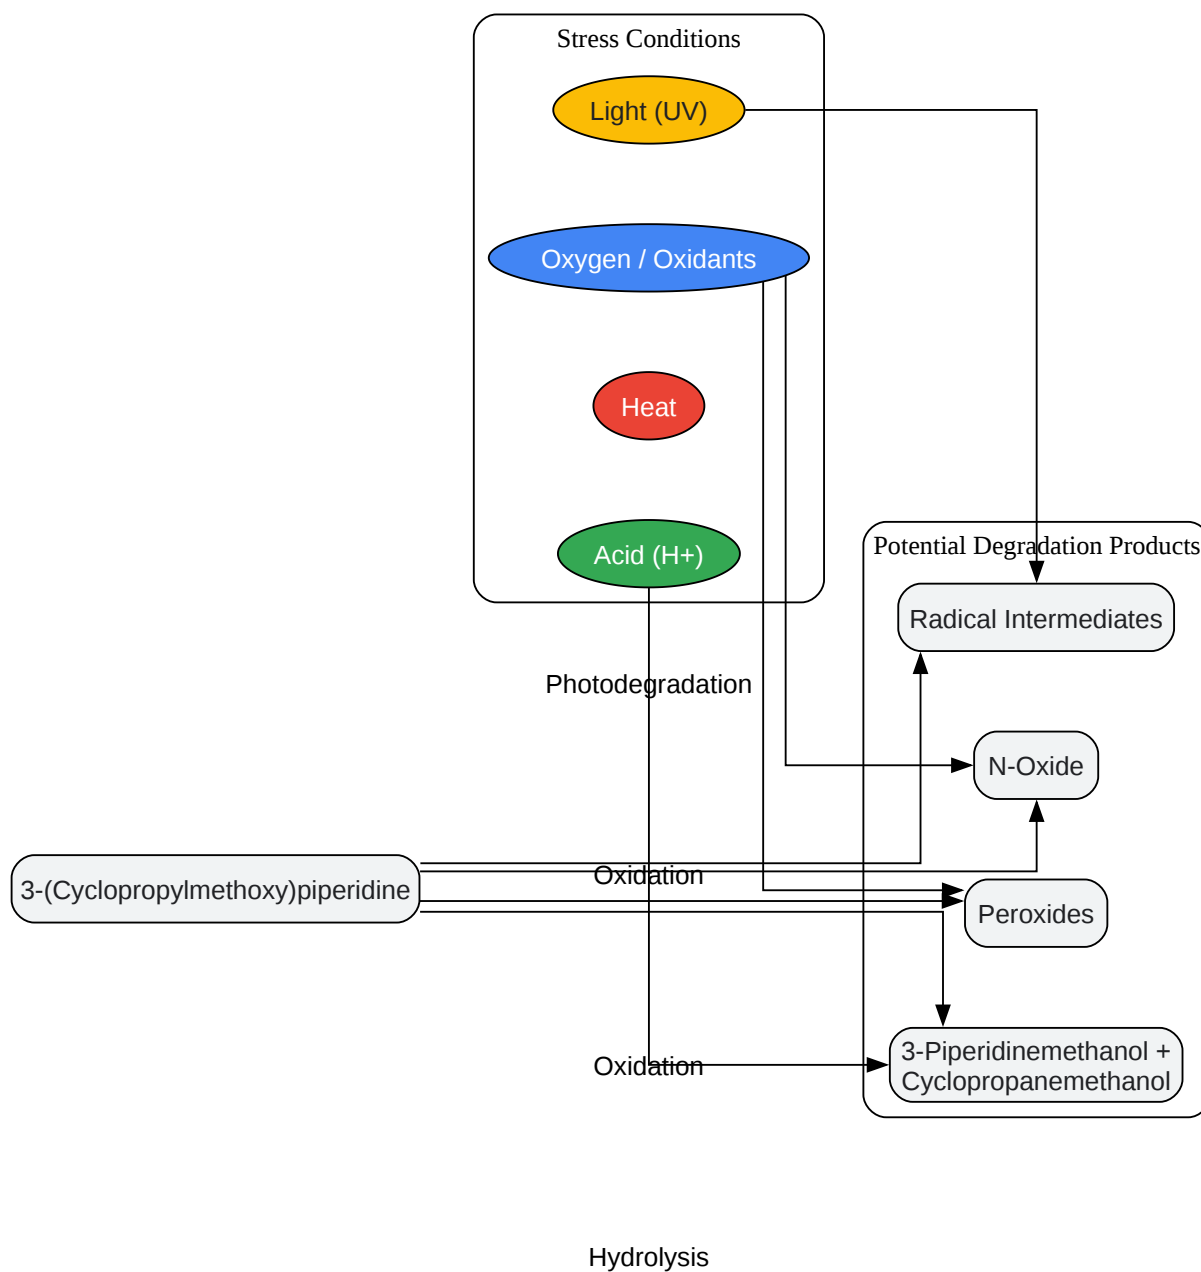 Stress Conditions
Light (UV)
Oxygen / Oxidants
Heat
Acid (H+)
Potential Degradation Products
Radical Intermediates
Photodegradation
N-Oxide
Oxidation
3-(Cyclopropylmethoxy)piperidine
Peroxides
3-Piperidinemethanol +
Cyclopropanemethanol
Oxidation
Hydrolysis